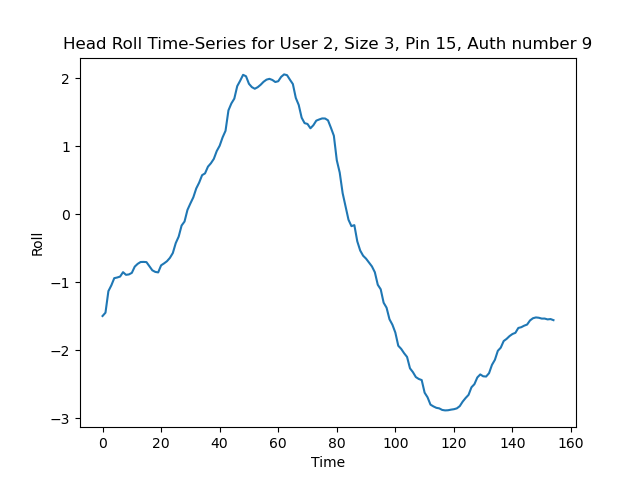 Head Roll Time-Series for User 2, Size 3, Pin 15, Auth number 9
2
1
0
−1
−2
−3
Roll
0 20 40 60 80 100 120 140 160
Time